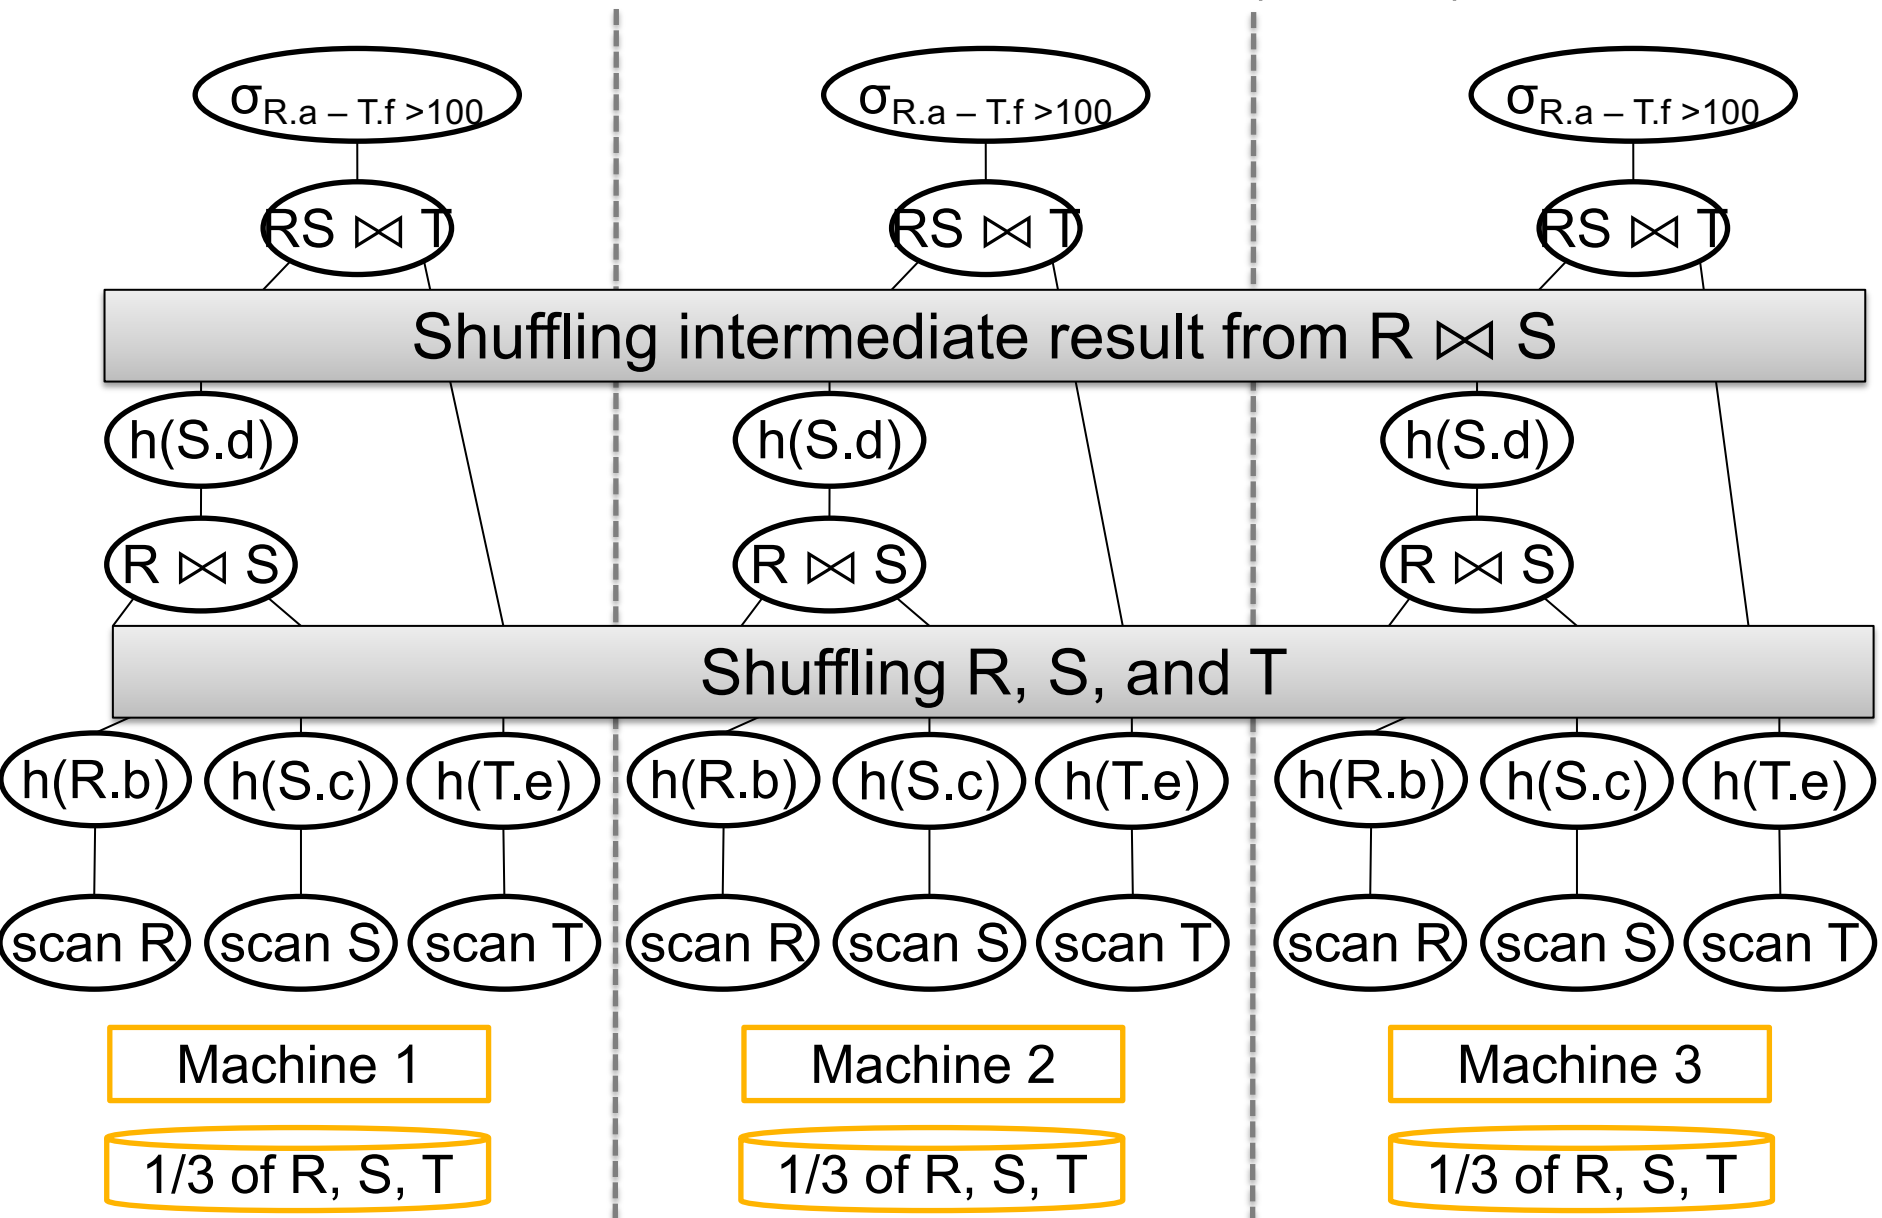 σR.a – T.f >100 σR.a – T.f >100 σR.a – T.f >100
RS ⋈ T RS ⋈ T RS ⋈ T
Shuffling intermediate result from R ⋈ S
h(S.d) h(S.d) h(S.d)
R ⋈ S R ⋈ S R ⋈ S
Shuffling R, S, and T
h(R.b) h(S.c) h(T.e) h(R.b) h(S.c) h(T.e) h(R.b) h(S.c) h(T.e)
scan R scan S scan T scan R scan S scan T scan R scan S scan T
Machine 1 Machine 2 Machine 3
1/3 of R, S, T 1/3 of R, S, T 1/3 of R, S, T